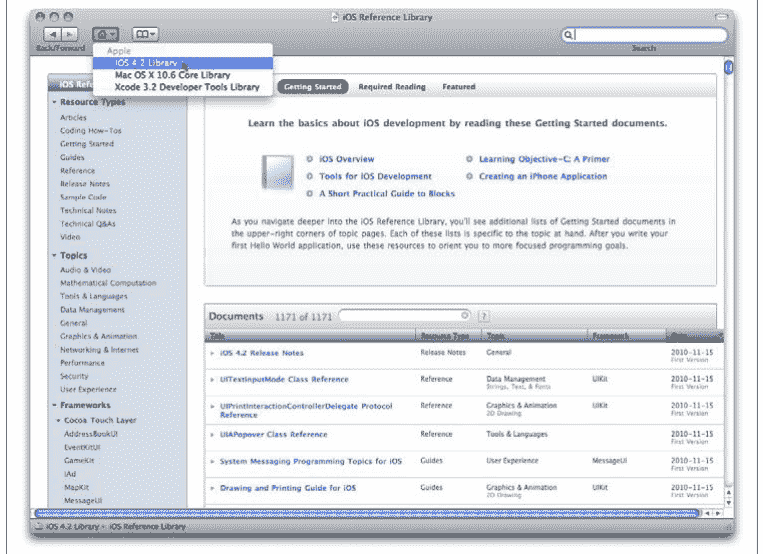 iOS Reference Library
Back/Forward
Search
Apple
iOS 4.2 Library
Mac OS X 10.6 Core Library
Xcode 3.2 Developer Tools Library
iOS Refer
Getting Started
Required Reading
Featured
Resource Types
Articles
Coding How-Tos
Getting Started
Guides
Reference
Release Notes
Sample Code
Technical Notes
Technical Q&As
Video
Topics
Audio & Video
Mathematical Computation
Tools & Languages
Data Management
General
Graphics & Animation
Networking & Internet
Performance
Security
User Experience
Frameworks
Cocoa Touch Layer
AddressBookUI
EventKitUI
GameKit
iAd
MapKit
MessageUI
Learn the basics about iOS development by reading these Getting Started documents.
iOS Overview
Learning Objective-C: A Primer
Tools for iOS Development
Creating an iPhone Application
A Short Practical Guide to Blocks
As you navigate deeper into the iOS Reference Library, you'll see additional lists of Getting Started documents in
the upper-right corners of topic pages. Each of these lists is specific to the topic at hand. After you write your
first Hello World application, use these resources to orient you to more focused programming goals.
Documents 1171 of 1171 ?
Title Resource Type Topic Framework Date
iOS 4.2 Release Notes Release Notes General 2010-11-15
First Version
UITextInputMode Class Reference Reference Data Management UIKit 2010-11-15
Strings, Text, & Fonts First Version
UIPrintInteractionControllerDelegate Protocol Reference Graphics & Animation UIKit 2010-11-15
Reference 2D Drawing First Version
UIAPopover Class Reference Reference Tools & Languages 2010-11-15
First Version
System Messaging Programming Topics for iOS Guides User Experience MessageUI 2010-11-15
First Version
Drawing and Printing Guide for iOS Guides Graphics & Animation UIKit 2010-11-15
2D Drawing First Version
iOS 4.2 Library iOS Reference Library